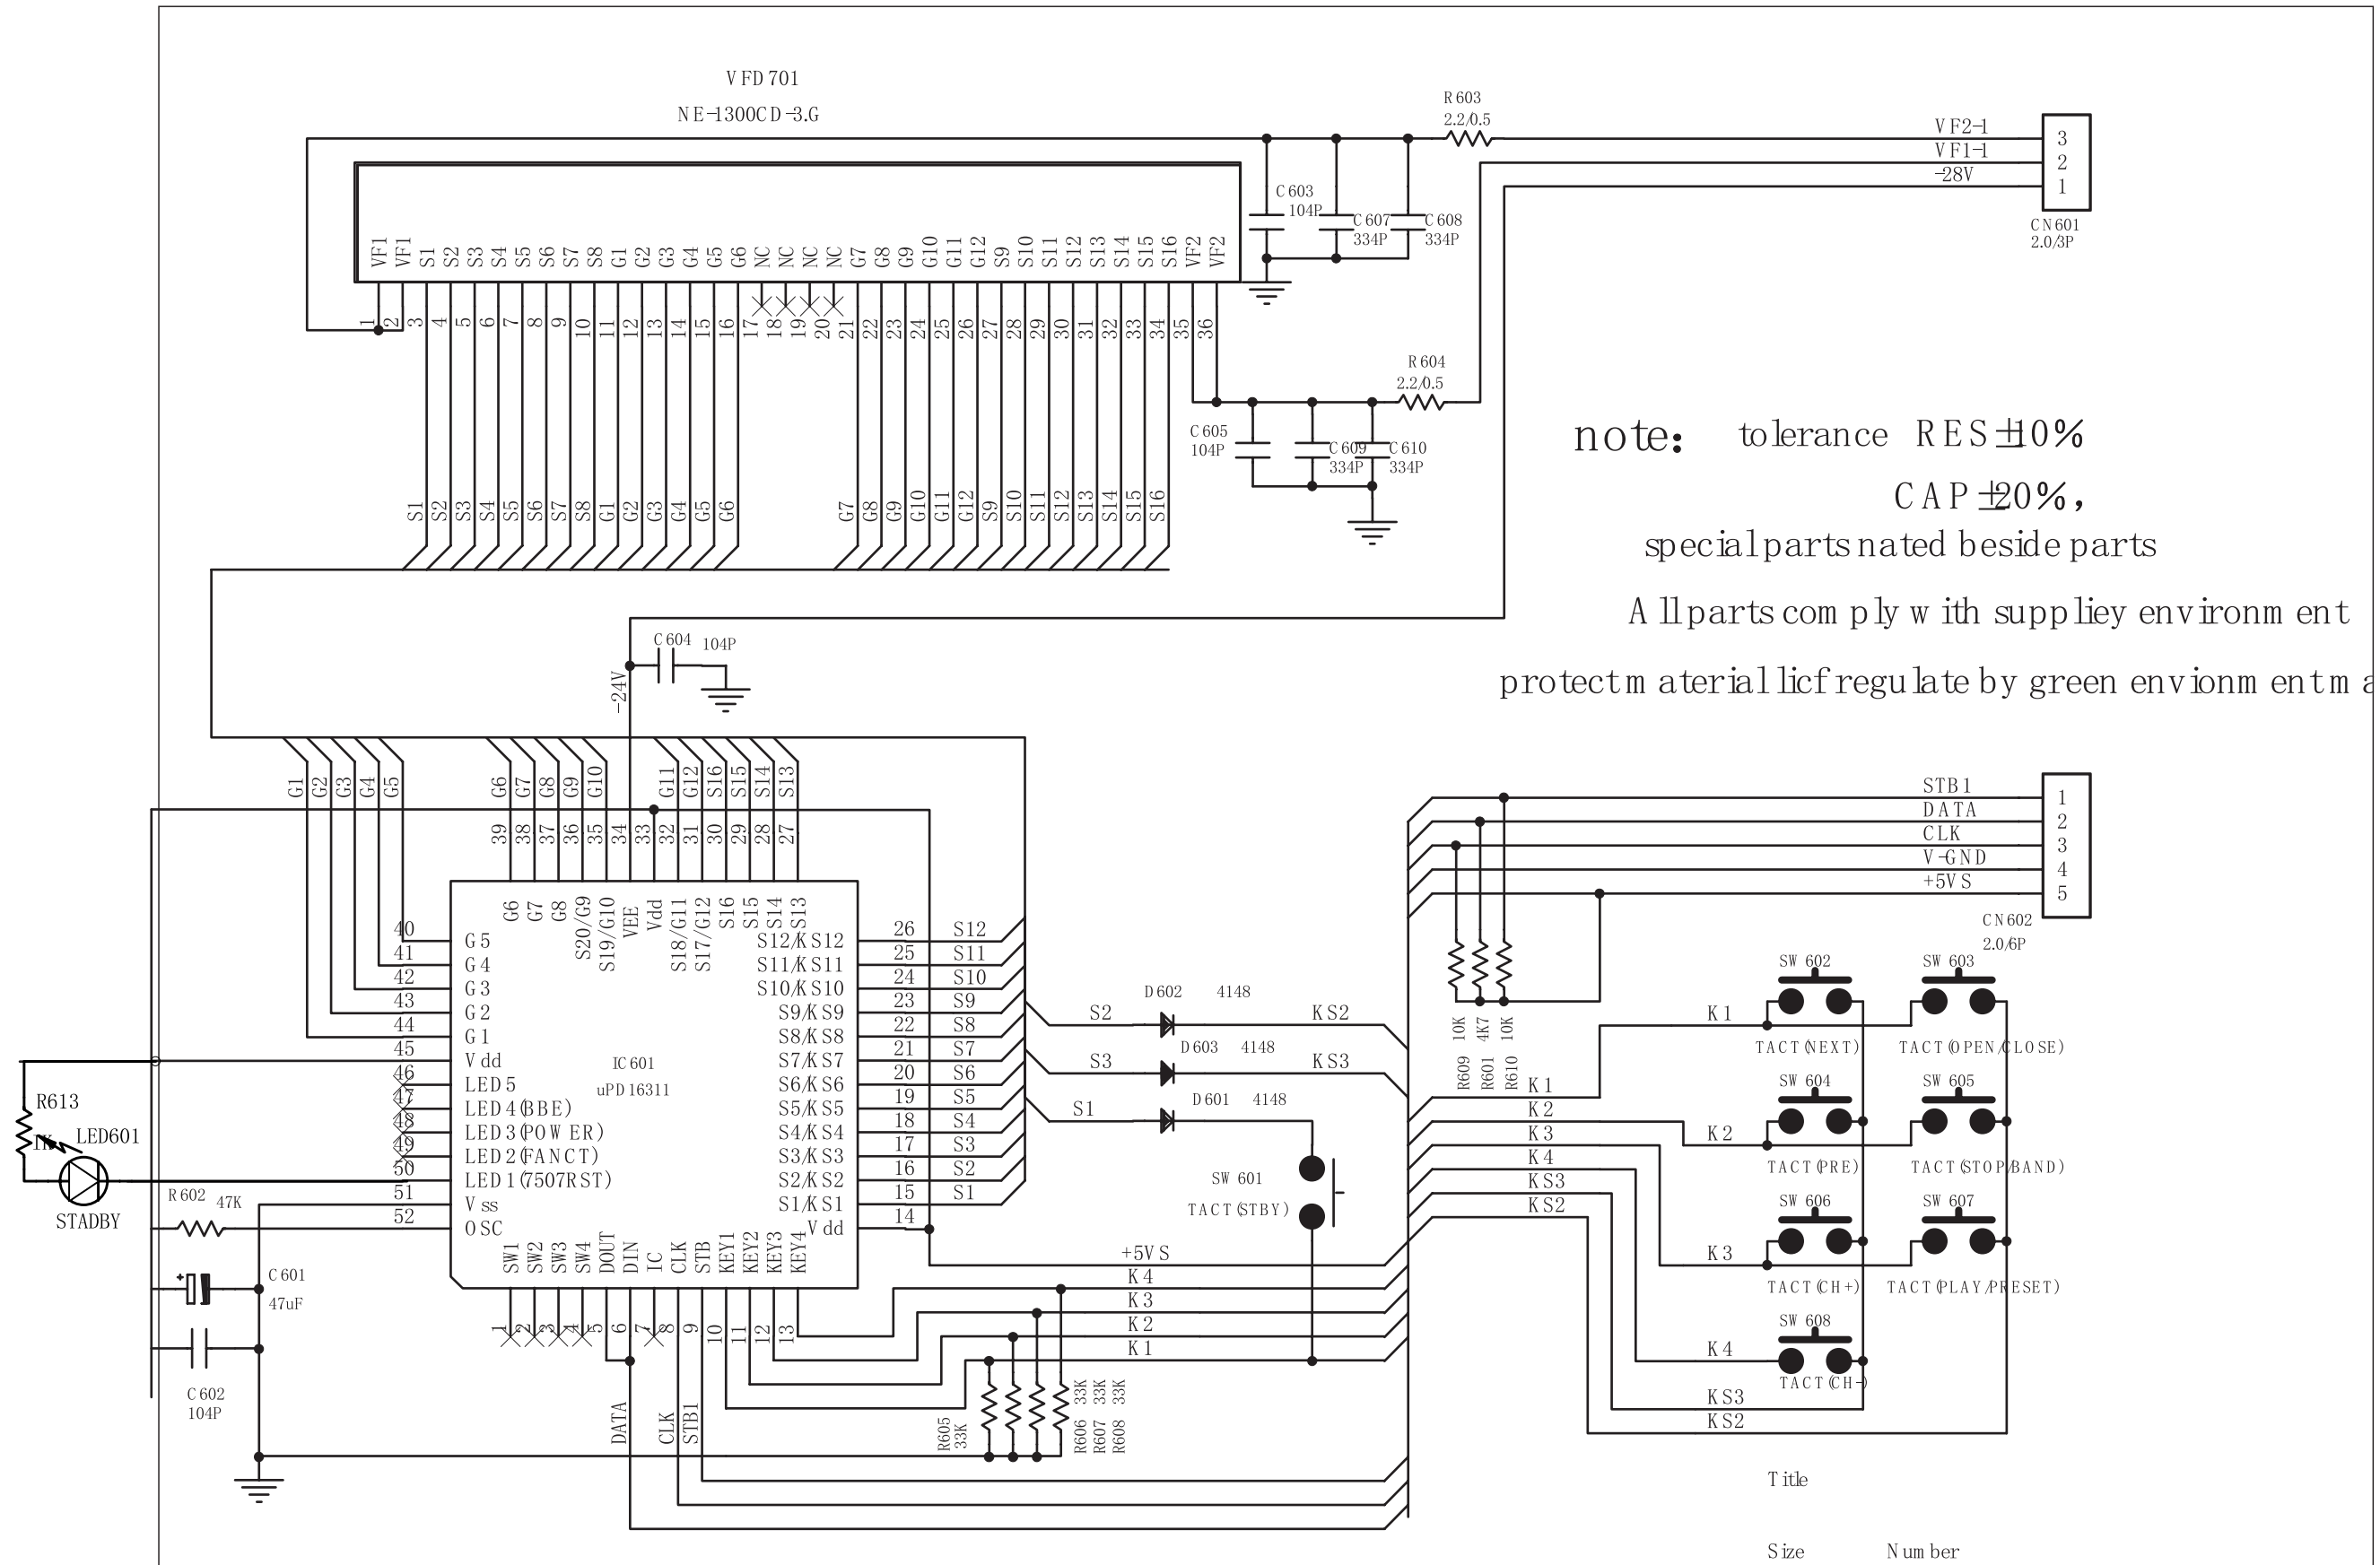 VFD701
NE-1300CD-3.G
R603
2.2/0.5
VF2-1
VF1-1
-28V
3
2
1
CN601
2.0/3P
C603
104P
C607
334P
C608
334P
VF1 VF1 S1 S2 S3 S4 S5 S6 S7 S8 G1 G2 G3 G4 G5 G6 NC NC NC NC G7 G8 G9 G10 G11 G12 S9 S10 S11 S12 S13 S14 S15 S16 VF2 VF2
1 2 3 4 5 6 7 8 9 10 11 12 13 14 15 16 17 18 19 20 21 22 23 24 25 26 27 28 29 30 31 32 33 34 35 36
R604
2.2/0.5
C605
104P
C609
334P
C610
334P
S1 S2 S3 S4 S5 S6 S7 S8 G1 G2 G3 G4 G5 G6 G7 G8 G9 G10 G11 G12 S9 S10 S11 S12 S13 S14 S15 S16
note: tolerance RES±10%
CAP±20%,
special parts nated beside parts
All parts comply with suppliey environment
protect material licf regulate by green envionment ma
C604 104P
-24V
G1 G2 G3 G4 G5 G6 G7 G8 G9 G10 G11 G12 S16 S15 S14 S13
39 38 37 36 35 34 33 32 31 30 29 28 27
G6 G7 G8 S20/G9 S19/G10 VEE Vdd S18/G11 S17/G12 S16 S15 S14 S13
40 G5
41 G4
42 G3
43 G2
44 G1
45 Vdd
46 LED5
47 LED4(BBE)
48 LED3(POWER)
49 LED2(FANCT)
50 LED1(7507RST)
51 Vss
52 OSC
IC601
uPD16311
S12/KS12 26 S12
S11/KS11 25 S11
S10/KS10 24 S10
S9/KS9 23 S9
S8/KS8 22 S8
S7/KS7 21 S7
S6/KS6 20 S6
S5/KS5 19 S5
S4/KS4 18 S4
S3/KS3 17 S3
S2/KS2 16 S2
S1/KS1 15 S1
Vdd 14
SW1 SW2 SW3 SW4 DOUT DIN IC CLK STB KEY1 KEY2 KEY3 KEY4
1 2 3 4 5 6 7 8 9 10 11 12 13
R613
1K
LED601
STADBY
R602 47K
C601
47uF
C602
104P
DATA
CLK
STB1
+5VS
K4
K3
K2
K1
R605 33K
R606 33K
R607 33K
R608 33K
D602 4148
S2
KS2
D603 4148
S3
KS3
D601 4148
S1
SW601
TACT(STBY)
STB1 1
DATA 2
CLK 3
V-GND 4
+5VS 5
CN602
2.0/6P
R609 10K
R601 4K7
R610 10K
K1
K2
K3
K4
KS3
KS2
SW602
SW603
K1
TACT(NEXT)
TACT(OPEN/CLOSE)
SW604
SW605
K2
TACT(PRE)
TACT(STOP/BAND)
SW606
SW607
K3
TACT(CH+)
TACT(PLAY/PRESET)
SW608
K4
TACT(CH-)
KS3
KS2
Title
Size Number